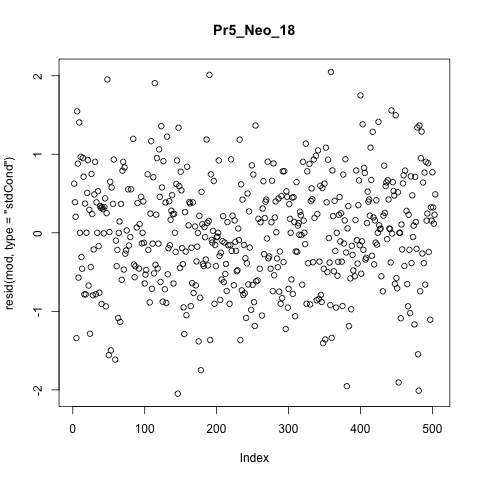 Pr5_Neo_18
resid(mod, type = "stdCond")
2
1
0
-1
-2
0 100 200 300 400 500
Index